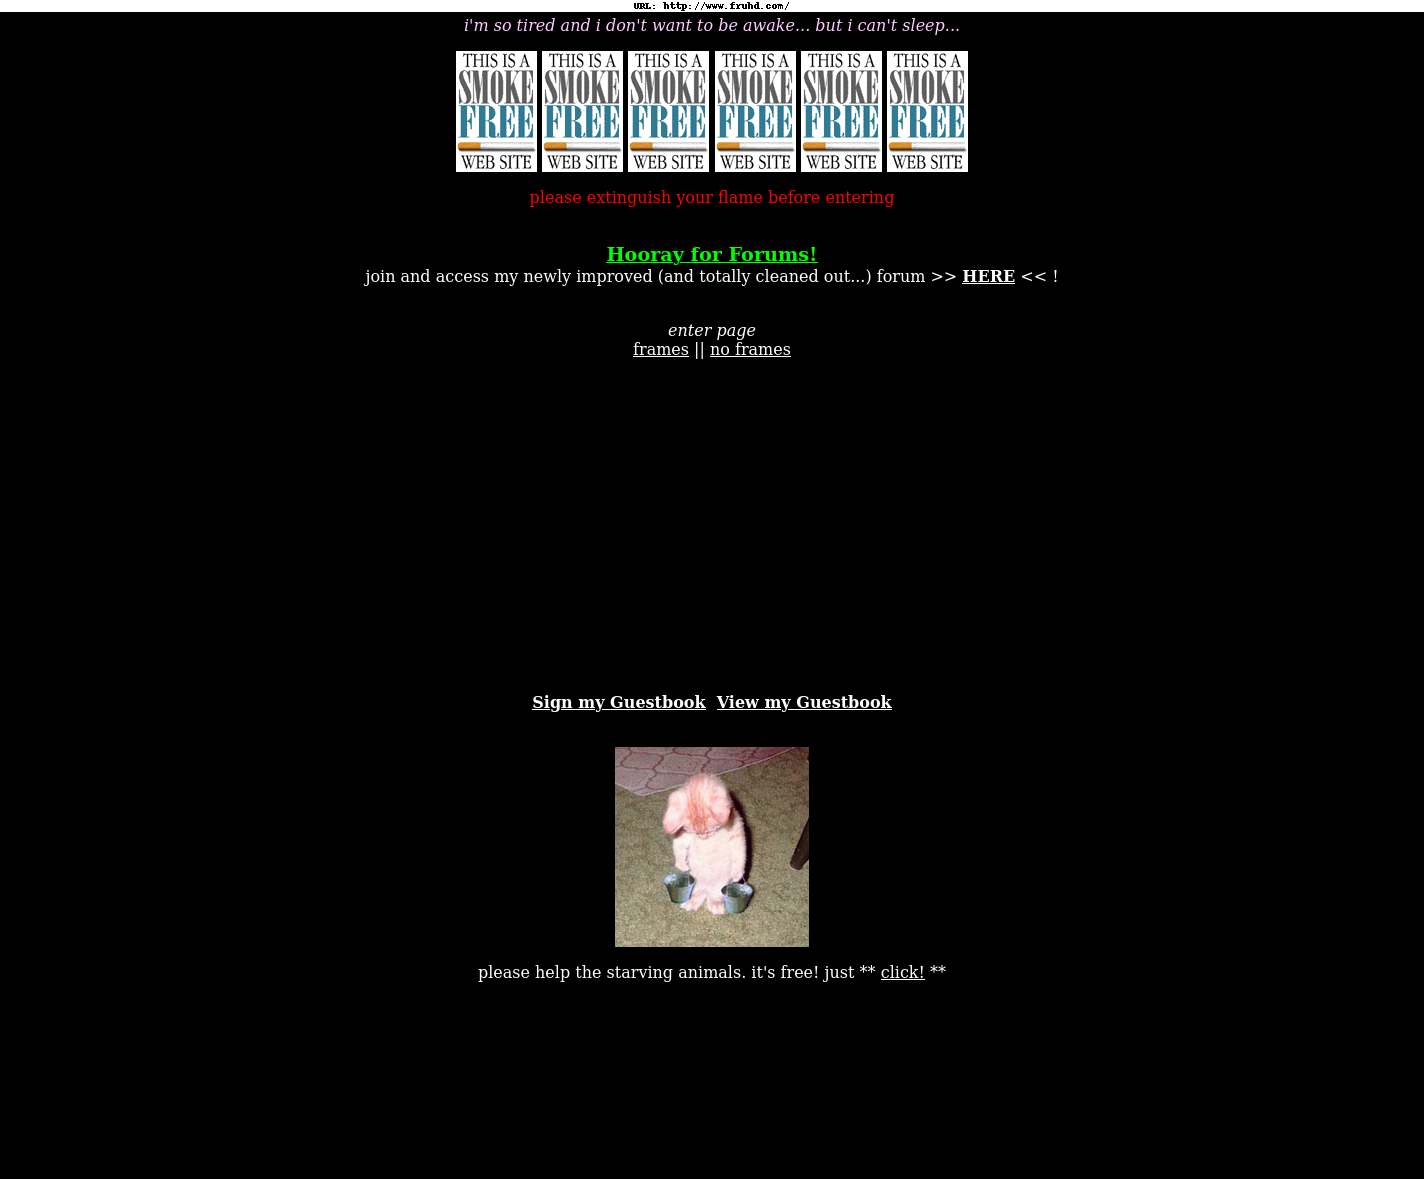 URL: http://www.fruhd.com/
i'm so tired and i don't want to be awake... but i can't sleep...
THIS IS A THIS IS A THIS IS A THIS IS A THIS IS A THIS IS A
SMOKE SMOKE SMOKE SMOKE SMOKE SMOKE
FREE FREE FREE FREE FREE FREE
WEB SITE WEB SITE WEB SITE WEB SITE WEB SITE WEB SITE
please extinguish your flame before entering
Hooray for Forums!
join and access my newly improved (and totally cleaned out...) forum >> HERE << !
enter page
frames || no frames
Sign my Guestbook View my Guestbook
please help the starving animals. it's free! just ** click! **